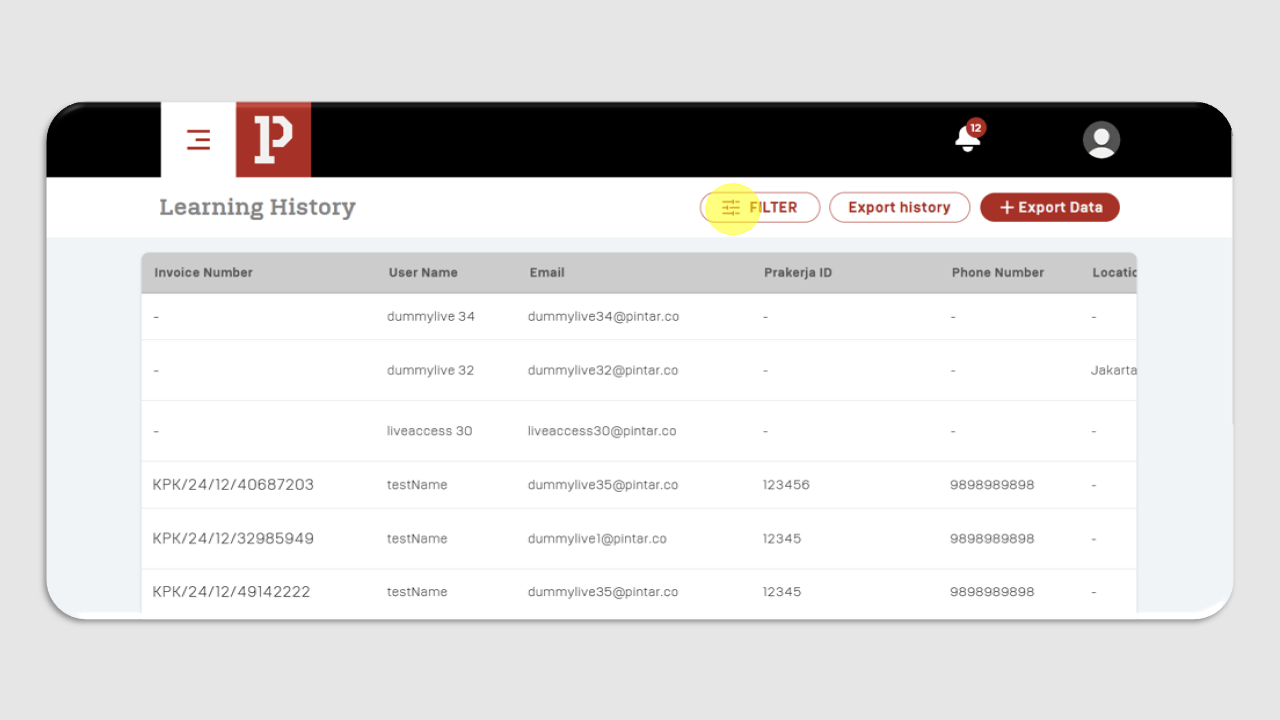 P
12
Learning History
FILTER Export history + Export Data
Invoice Number User Name Email Prakerja ID Phone Number Locatio
- dummylive 34 dummylive34@pintar.co - - -
- dummylive 32 dummylive32@pintar.co - - Jakarta
- liveaccess 30 liveaccess30@pintar.co - - -
KPK/24/12/40687203 testName dummylive35@pintar.co 123456 9898989898 -
KPK/24/12/32985949 testName dummylive1@pintar.co 12345 9898989898 -
KPK/24/12/49142222 testName dummylive35@pintar.co 12345 9898989898 -